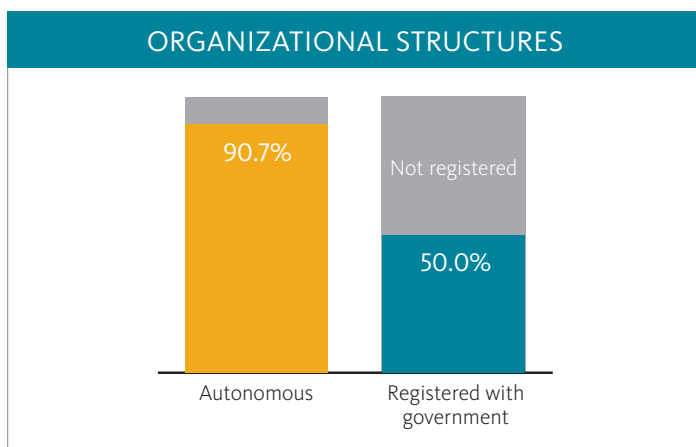 ORGANIZATIONAL STRUCTURES
90.7%
Not registered
50.0%
Autonomous
Registered with
government